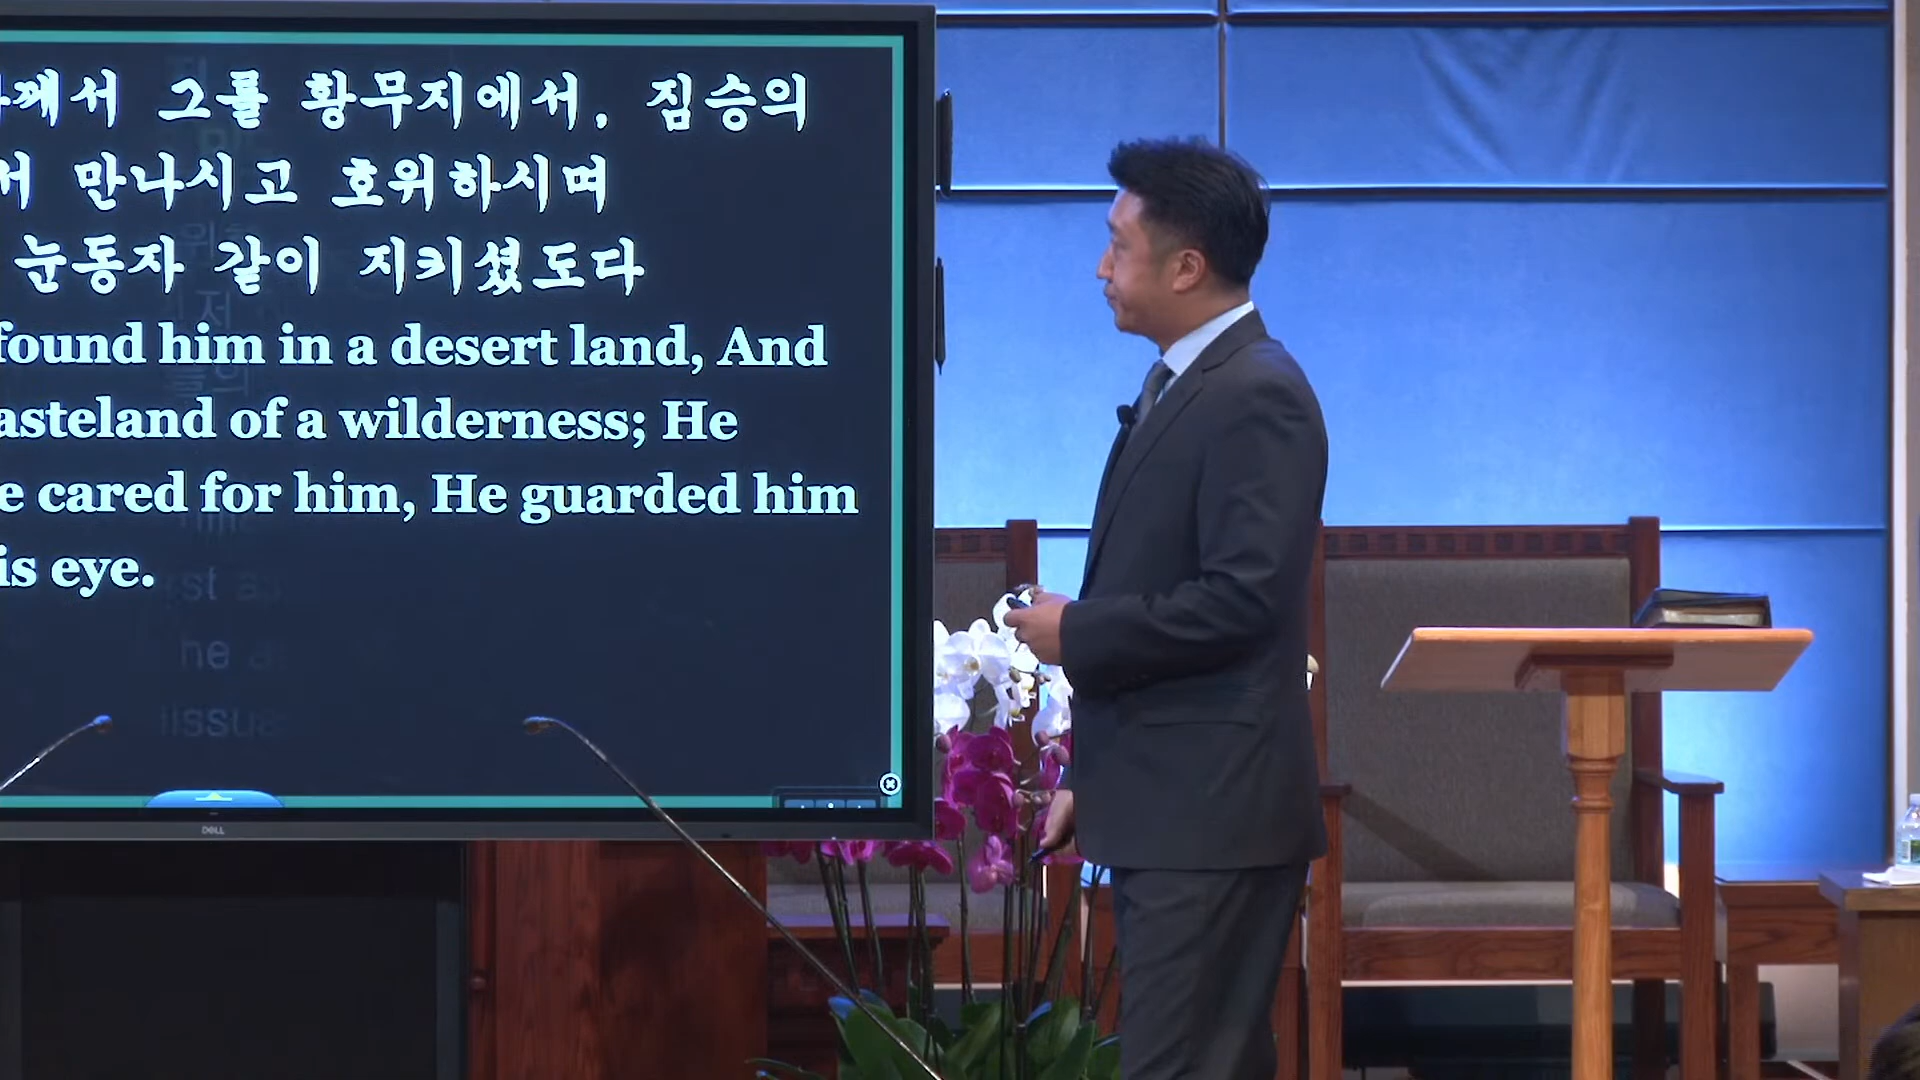 께서 그를 황무지에서, 짐승의
서 만나시고 호위하시며
눈동자 같이 지키셨도다
found him in a desert land, And
asteland of a wilderness; He
e cared for him, He guarded him
is eye.
DELL